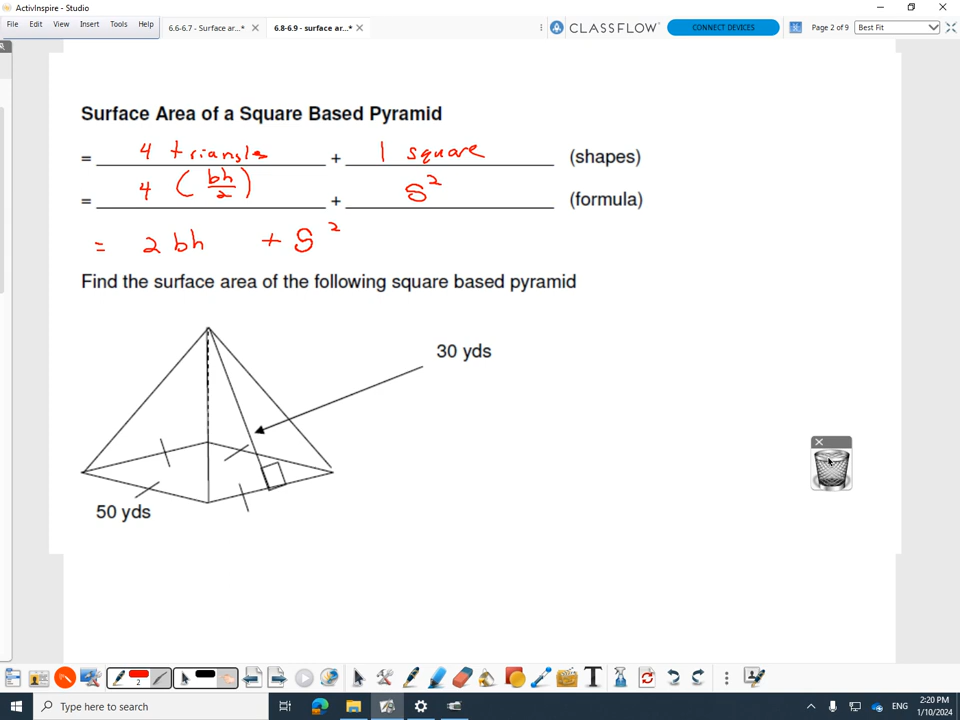 ActivInspire - Studio
File Edit View Insert Tools Help
6.6-6.7 - Surface ar...*
6.8-6.9 - surface ar...*
CLASSFLOW
CONNECT DEVICES
Page 2 of 9
Best Fit
Surface Area of a Square Based Pyramid
= 4 triangles + 1 square (shapes)
= 4 (bh/2) + S² (formula)
= 2bh + S²
Find the surface area of the following square based pyramid
30 yds
50 yds
2
T
Type here to search
ENG
2:20 PM
1/10/2024